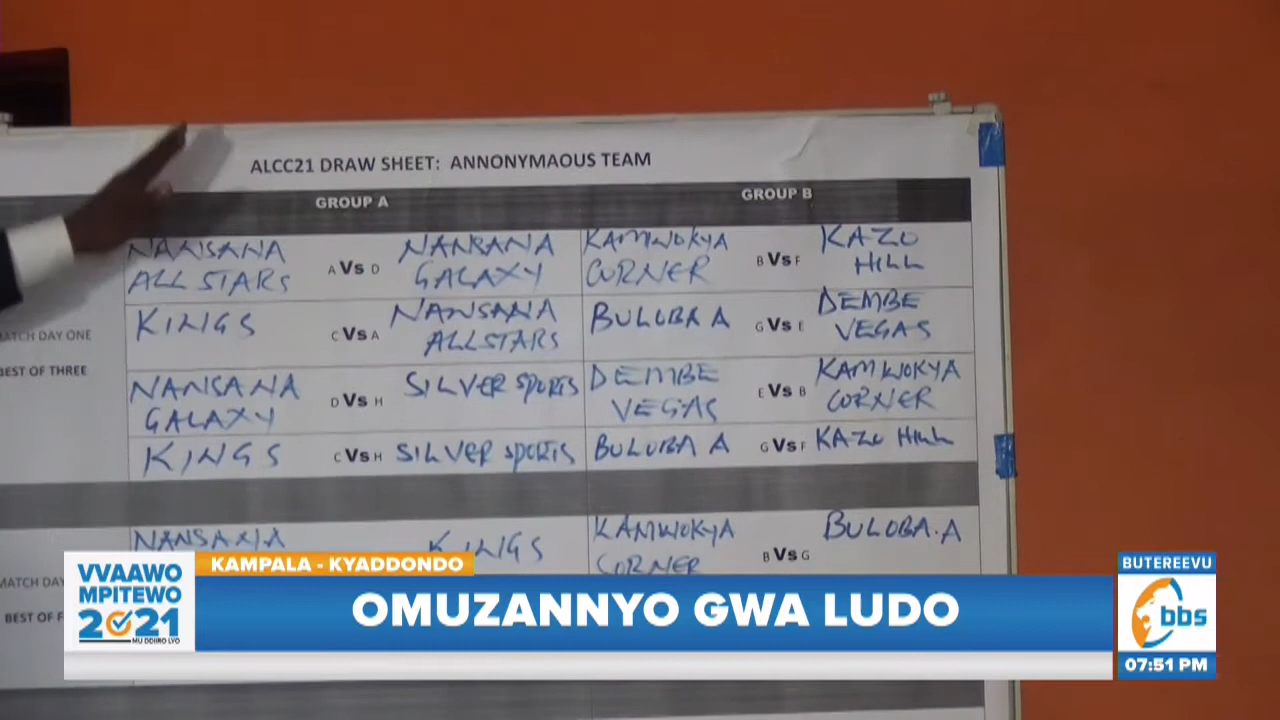 ALCC21 DRAW SHEET: ANNONYMAOUS TEAM
GROUP A GROUP B
NANSANA ALL STARS A Vs D NANSANA GALAXY KAMWOKYA CORNER B Vs F KAZO HILL
MATCH DAY ONE
KINGS C Vs A NANSANA ALLSTARS BULOBA A G Vs E DEMBE VEGAS
BEST OF THREE
NANSANA GALAXY D Vs H SILVER SPORTS DEMBE VEGAS E Vs B KAMWOKYA CORNER
KINGS C Vs H SILVER SPORTS BULOBA A G Vs F KAZO HILL
NANSANA KINGS KAMWOKYA CORNER B Vs G BULOBA.A
MATCH DAY
BEST OF
VVAAWO
MPITEWO
2021
MU DDIIRO LYO
KAMPALA - KYADDONDO
OMUZANNYO GWA LUDO
BUTEREEVU
bbs
07:51 PM